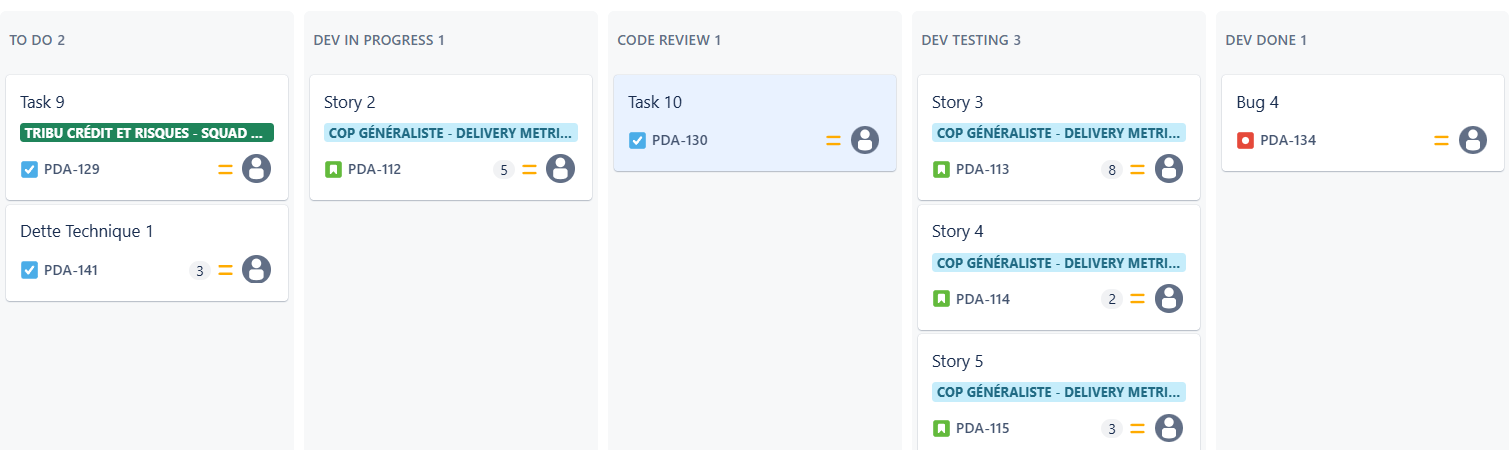 TO DO 2
Task 9
TRIBU CRÉDIT ET RISQUES - SQUAD ...
PDA-129
Dette Technique 1
PDA-141 3
DEV IN PROGRESS 1
Story 2
COP GÉNÉRALISTE - DELIVERY METRI...
PDA-112 5
CODE REVIEW 1
Task 10
PDA-130
DEV TESTING 3
Story 3
COP GÉNÉRALISTE - DELIVERY METRI...
PDA-113 8
Story 4
COP GÉNÉRALISTE - DELIVERY METRI...
PDA-114 2
Story 5
COP GÉNÉRALISTE - DELIVERY METRI...
PDA-115 3
DEV DONE 1
Bug 4
PDA-134